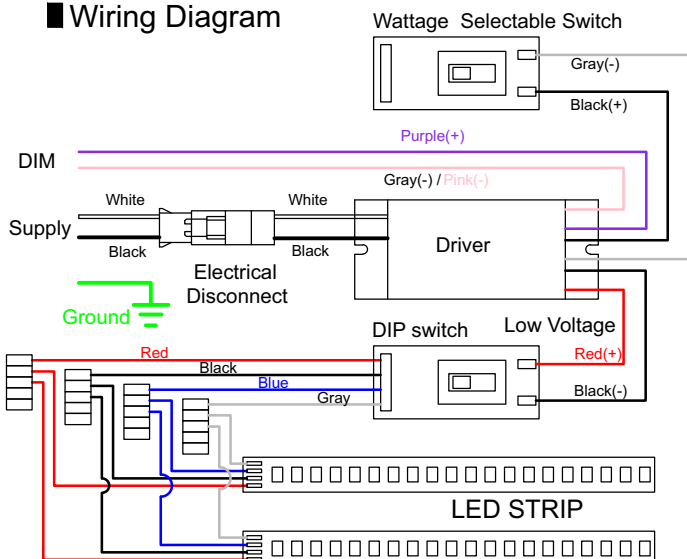 Wiring Diagram
Wattage Selectable Switch
Gray(-)
Black(+)
Purple(+)
DIM
Gray(-) / Pink(-)
White
White
Supply
Driver
Black
Black
Electrical
Disconnect
Ground
DIP switch
Low Voltage
Red
Red(+)
Black
Blue
Gray
Black(-)
LED STRIP